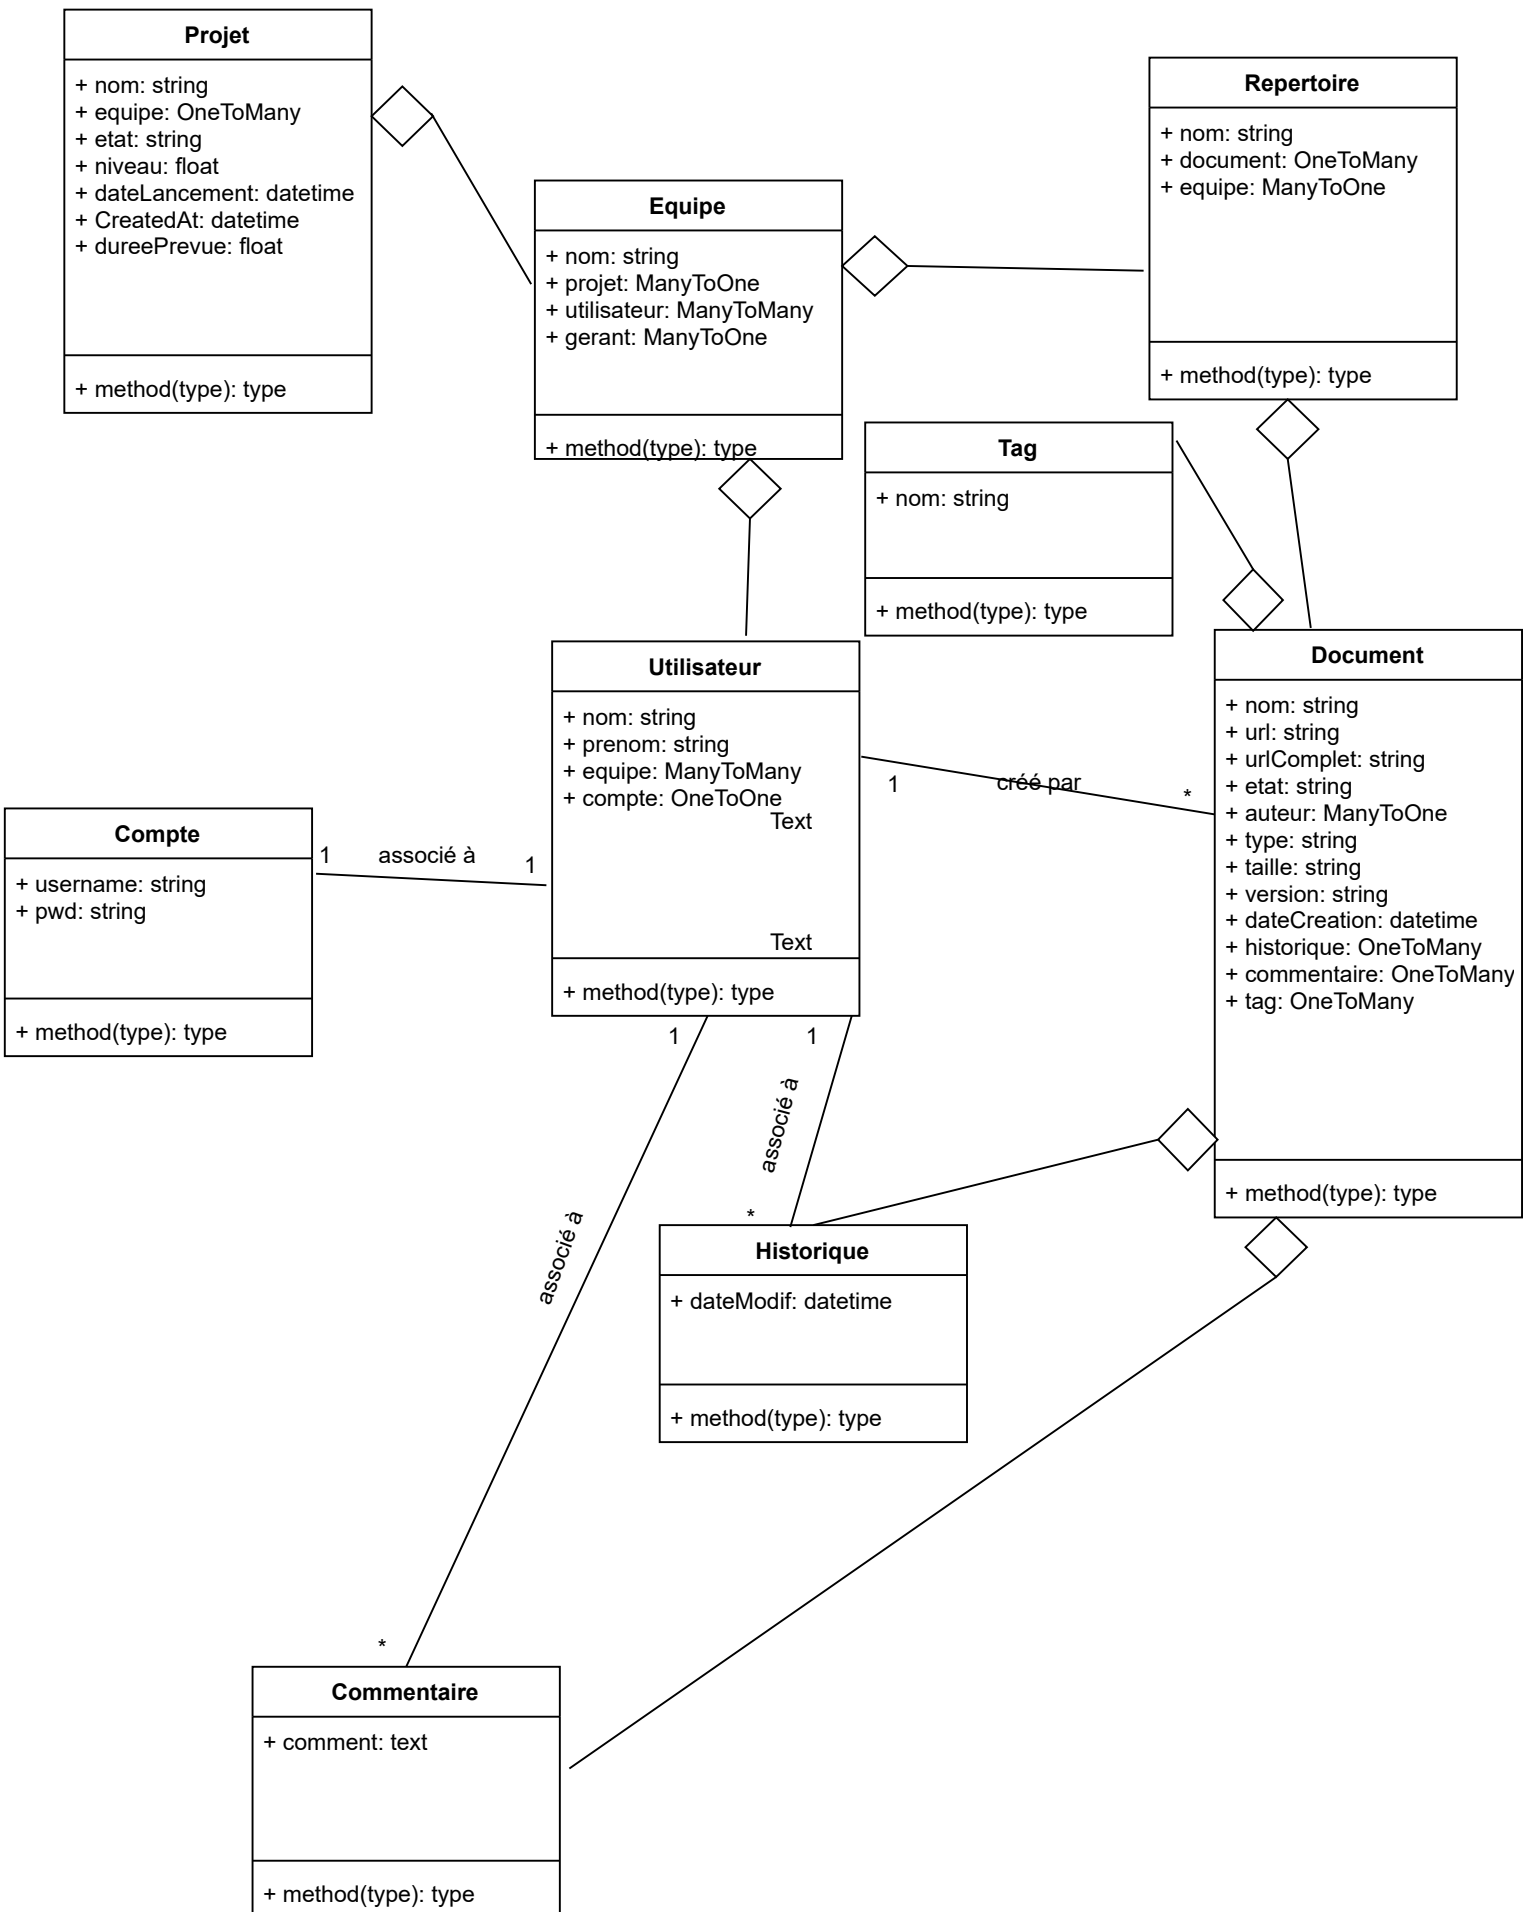 Projet
+ nom: string
+ equipe: OneToMany
+ etat: string
+ niveau: float
+ dateLancement: datetime
+ CreatedAt: datetime
+ dureePrevue: float
+ method(type): type
Equipe
+ nom: string
+ projet: ManyToOne
+ utilisateur: ManyToMany
+ gerant: ManyToOne
+ method(type): type
Repertoire
+ nom: string
+ document: OneToMany
+ equipe: ManyToOne
+ method(type): type
Tag
+ nom: string
+ method(type): type
Utilisateur
+ nom: string
+ prenom: string
+ equipe: ManyToMany
+ compte: OneToOne
Text
Text
+ method(type): type
1
créé par
*
Document
+ nom: string
+ url: string
+ urlComplet: string
+ etat: string
+ auteur: ManyToOne
+ type: string
+ taille: string
+ version: string
+ dateCreation: datetime
+ historique: OneToMany
+ commentaire: OneToMany
+ tag: OneToMany
+ method(type): type
Compte
+ username: string
+ pwd: string
+ method(type): type
1
associé à
1
1
1
associé à
*
associé à
*
Historique
+ dateModif: datetime
+ method(type): type
Commentaire
+ comment: text
+ method(type): type